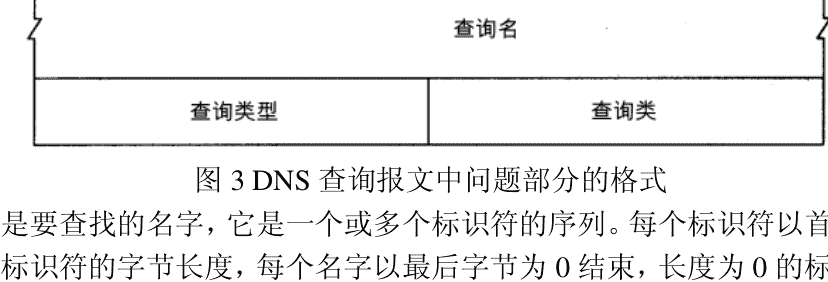 查询名
查询类型 查询类
图 3 DNS 查询报文中问题部分的格式
是要查找的名字，它是一个或多个标识符的序列。每个标识符以首
标识符的字节长度，每个名字以最后字节为 0 结束，长度为 0 的标